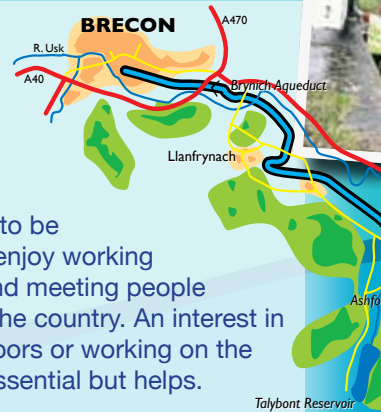 BRECON
A470
R. Usk
A40
Brynich Aqueduct
Llanfrynach
to be
enjoy working
nd meeting people
he country. An interest in
oors or working on the
ssential but helps.
Ashfo
Talybont Reservoir